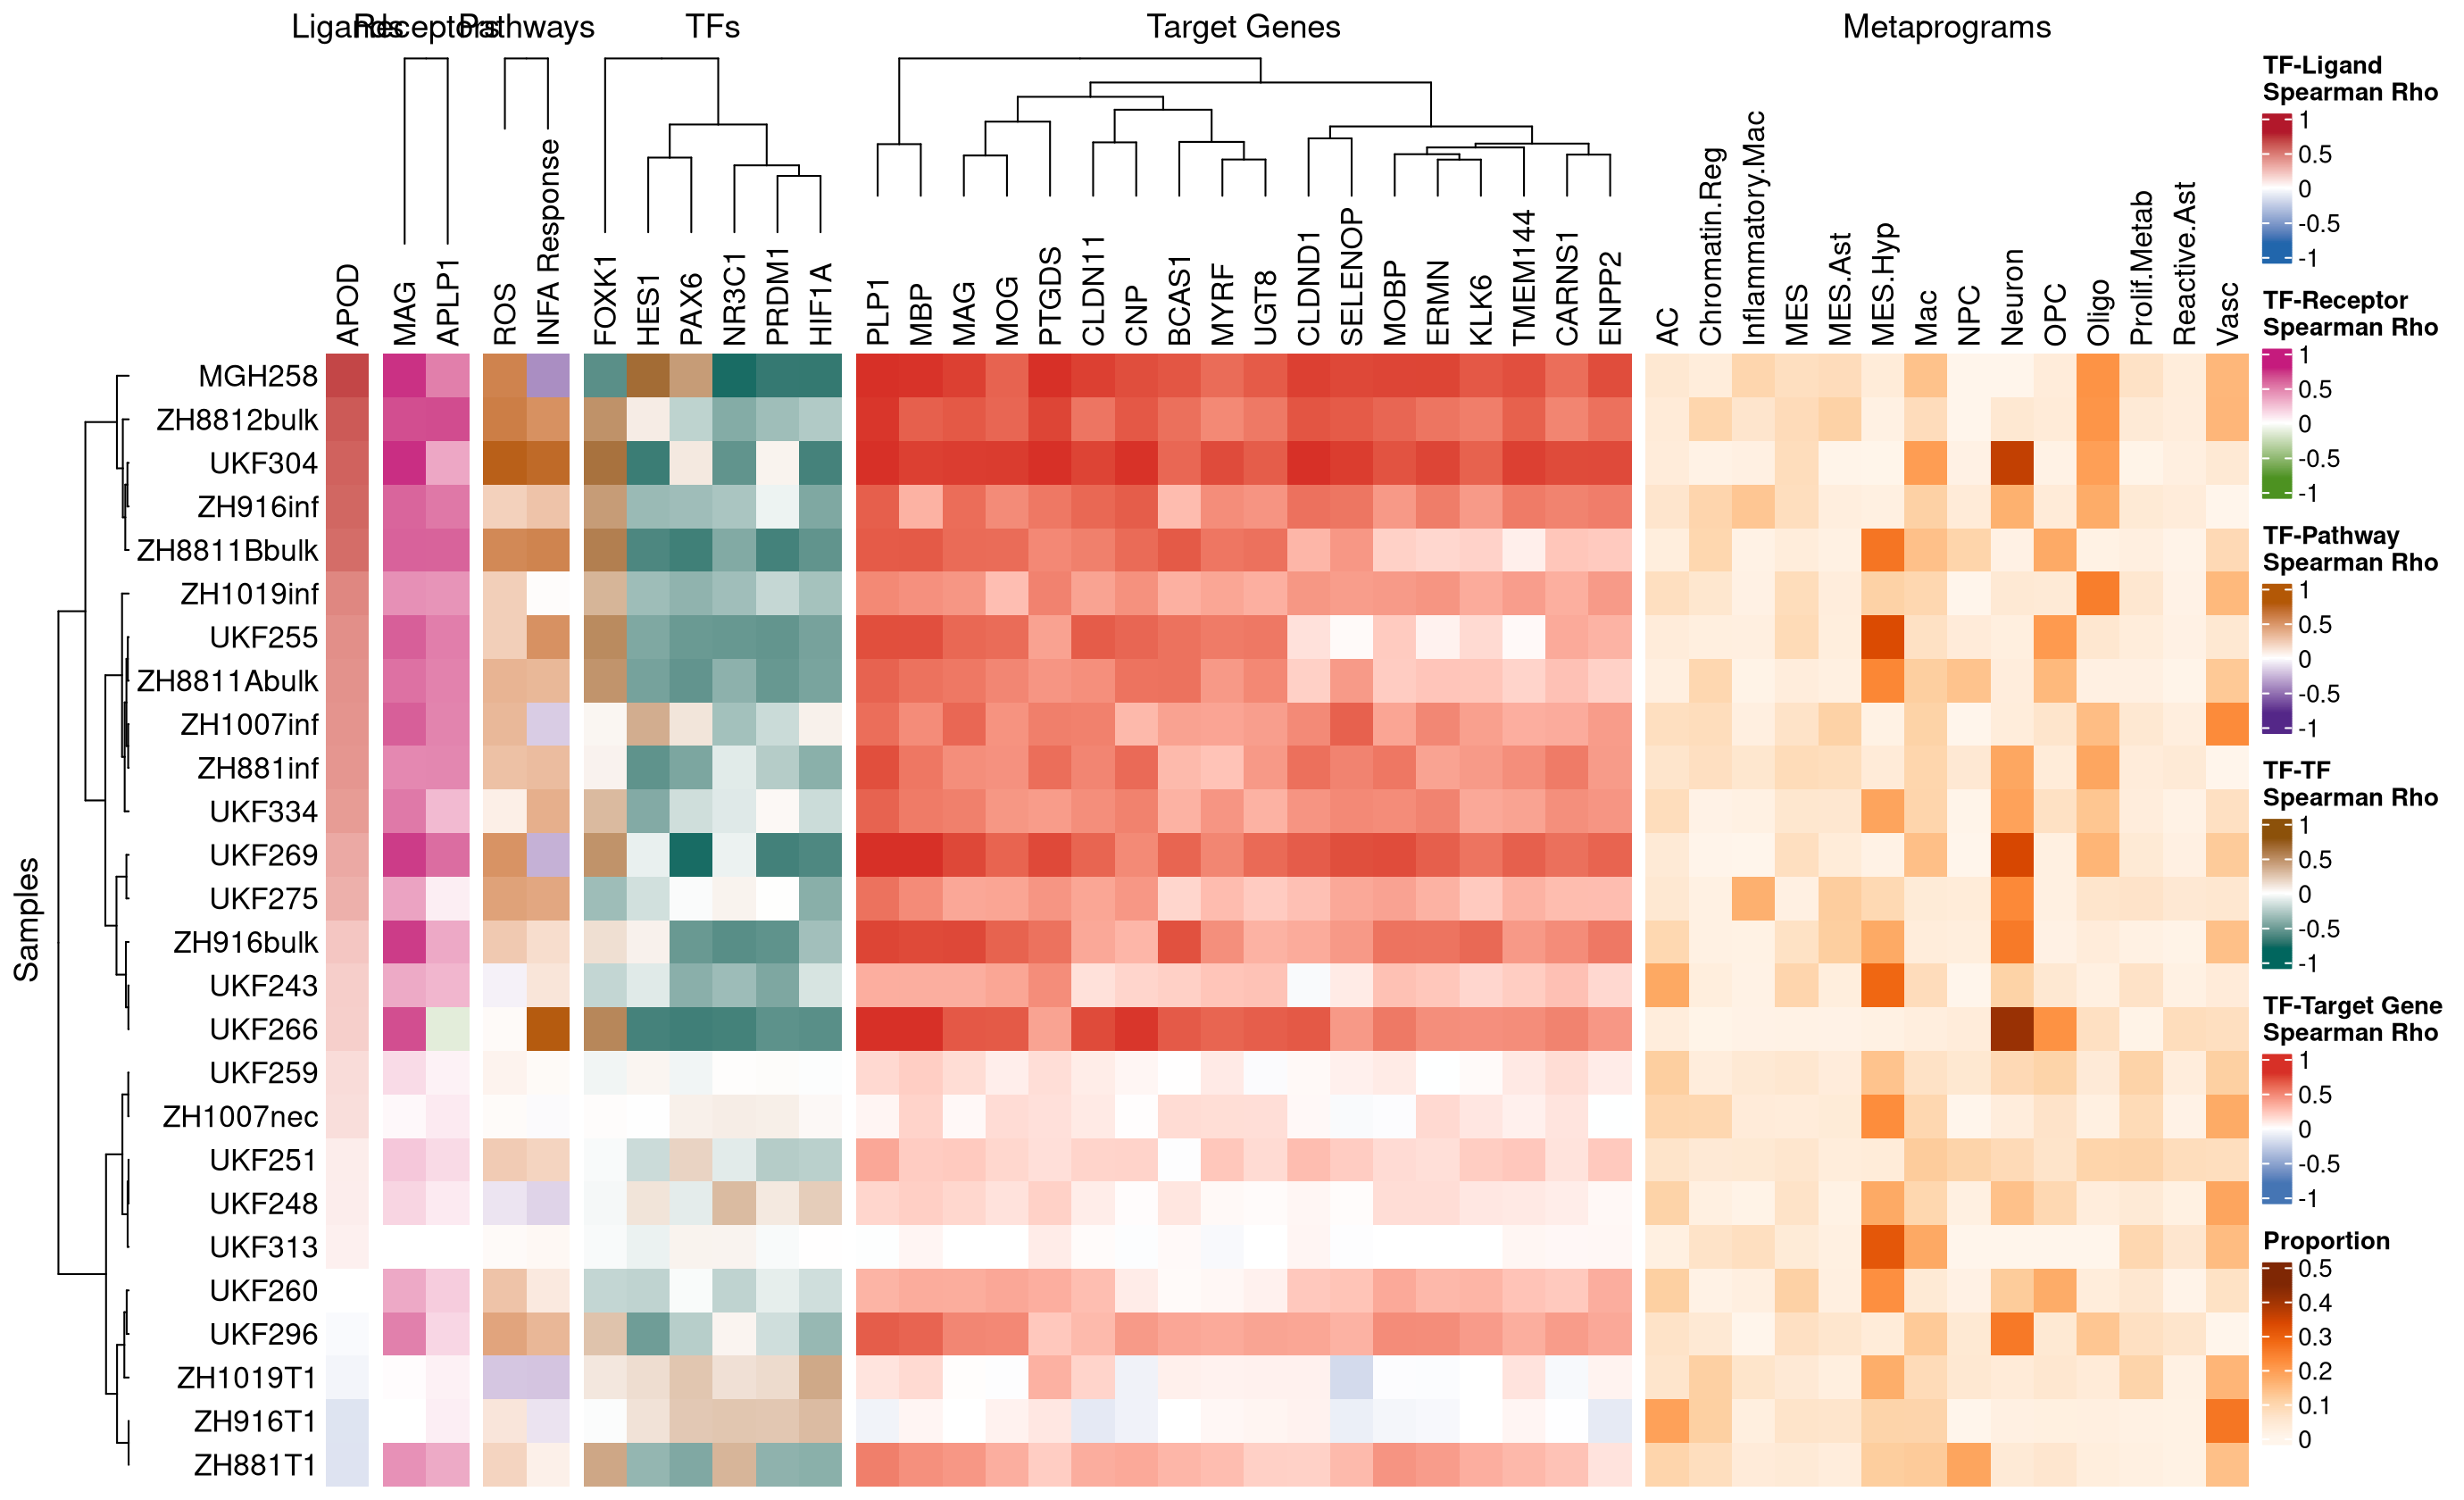 Ligands Receptors Pathways TFs Target Genes Metaprograms
APOD MAG APLP1 ROS INFA Response FOXK1 HES1 PAX6 NR3C1 PRDM1 HIF1A PLP1 MBP MAG MOG PTGDS CLDN11 CNP BCAS1 MYRF UGT8 CLDND1 SELENOP MOBP ERMN KLK6 TMEM144 CARNS1 ENPP2 AC Chromatin.Reg Inflammatory.Mac MES MES.Ast MES.Hyp Mac NPC Neuron OPC Oligo Prolif.Metab Reactive.Ast Vasc
Samples
MGH258
ZH8812bulk
UKF304
ZH916inf
ZH8811Bbulk
ZH1019inf
UKF255
ZH8811Abulk
ZH1007inf
ZH881inf
UKF334
UKF269
UKF275
ZH916bulk
UKF243
UKF266
UKF259
ZH1007nec
UKF251
UKF248
UKF313
UKF260
UKF296
ZH1019T1
ZH916T1
ZH881T1
TF-Ligand
Spearman Rho
1
0.5
0
-0.5
-1
TF-Receptor
Spearman Rho
1
0.5
0
-0.5
-1
TF-Pathway
Spearman Rho
1
0.5
0
-0.5
-1
TF-TF
Spearman Rho
1
0.5
0
-0.5
-1
TF-Target Gene
Spearman Rho
1
0.5
0
-0.5
-1
Proportion
0.5
0.4
0.3
0.2
0.1
0